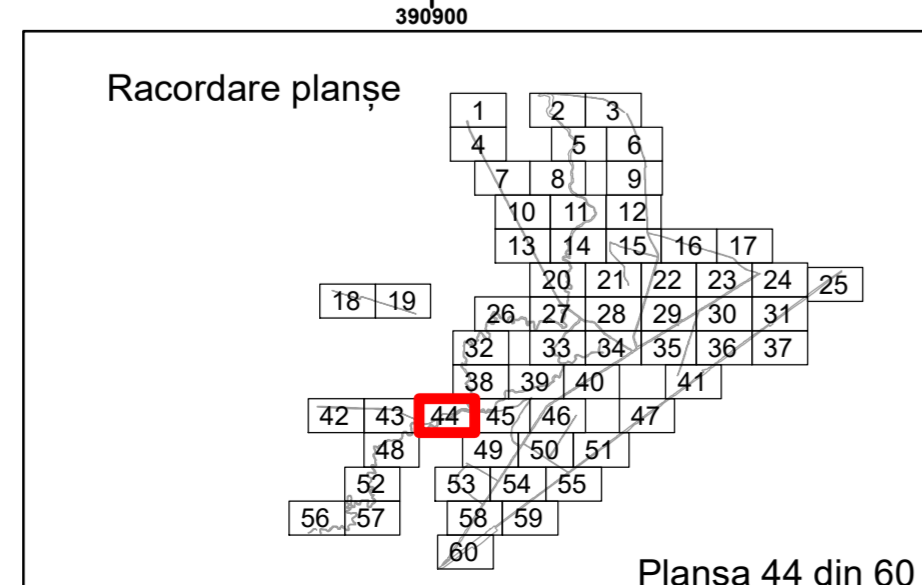 390900
Racordare planșe
1 2 3
4 5 6
7 8 9
10 11 12
13 14 15 16 17
20 21 22 23 24 25
18 19
26 27 28 29 30 31
32 33 34 35 36 37
38 39 40 41
42 43 44 45 46 47
48 49 50 51
52 53 54 55
56 57 58 59
60
Planșa 44 din 60